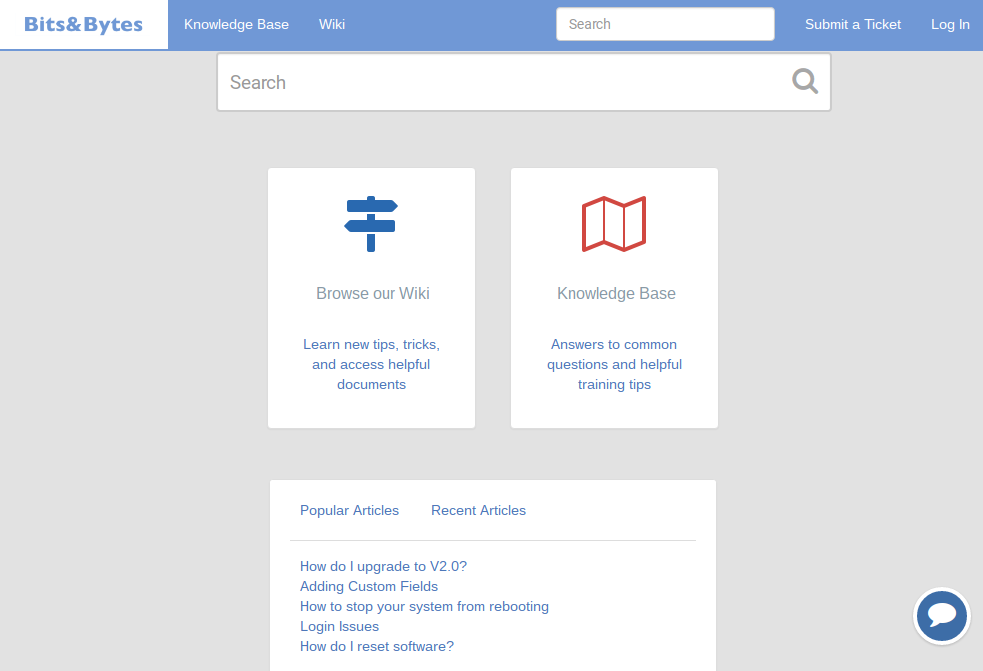 Bits&Bytes Knowledge Base Wiki Search Submit a Ticket Log In
Search
Browse our Wiki
Learn new tips, tricks,
and access helpful
documents
Knowledge Base
Answers to common
questions and helpful
training tips
Popular Articles Recent Articles
How do I upgrade to V2.0?
Adding Custom Fields
How to stop your system from rebooting
Login Issues
How do I reset software?